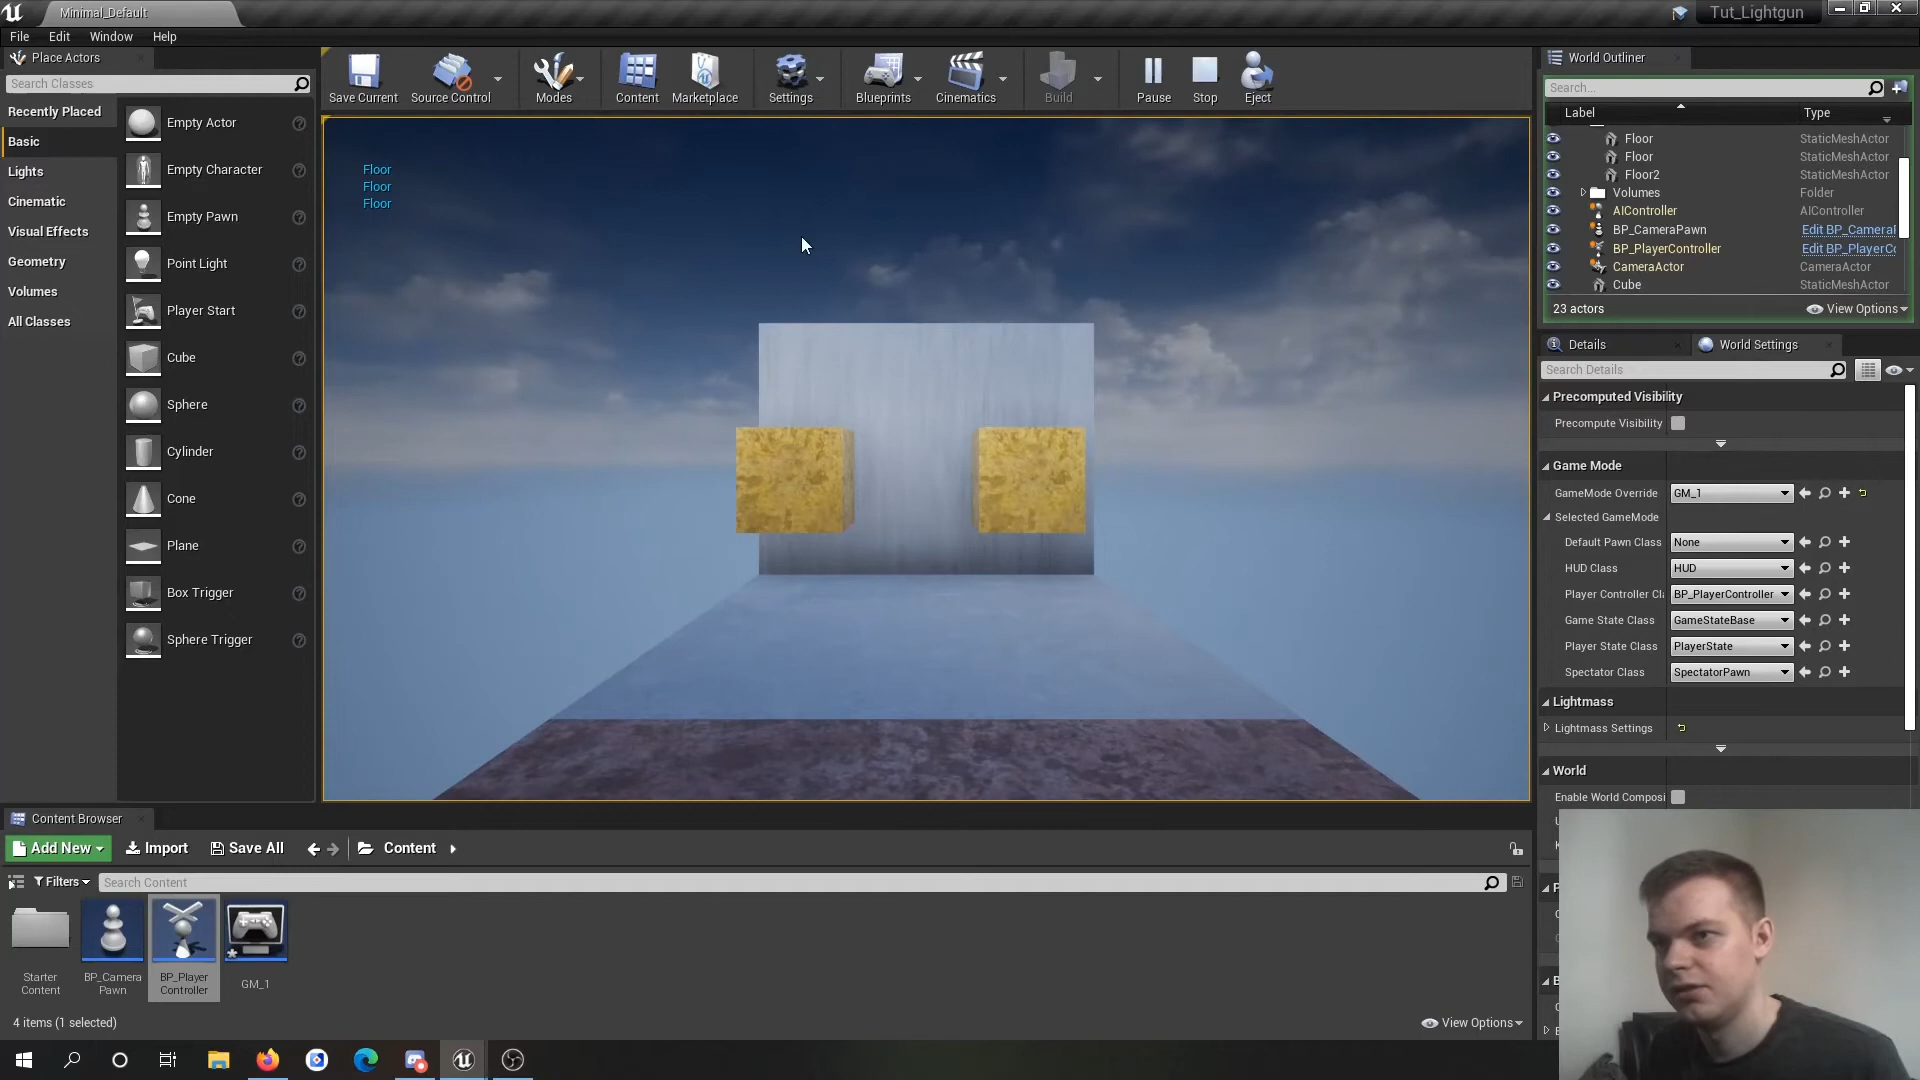 Minimal_Default
Tut_Lightgun
File Edit Window Help
Place Actors
Search Classes
Recently Placed
Basic
Lights
Cinematic
Visual Effects
Geometry
Volumes
All Classes
Empty Actor
Empty Character
Empty Pawn
Point Light
Player Start
Cube
Sphere
Cylinder
Cone
Plane
Box Trigger
Sphere Trigger
Save Current
Source Control
Modes
Content
Marketplace
Settings
Blueprints
Cinematics
Build
Pause
Stop
Eject
Floor
Floor
Floor
World Outliner
Search...
Label Type
Floor StaticMeshActor
Floor StaticMeshActor
Floor2 StaticMeshActor
Volumes Folder
AIController AIController
BP_CameraPawn Edit BP_Camera
BP_PlayerController Edit BP_PlayerCo
CameraActor CameraActor
Cube StaticMeshActor
23 actors View Options
Details World Settings
Search Details
Precomputed Visibility
Precompute Visibility
Game Mode
GameMode Override GM_1
Selected GameMode
Default Pawn Class None
HUD Class HUD
Player Controller Cl BP_PlayerController
Game State Class GameStateBase
Player State Class PlayerState
Spectator Class SpectatorPawn
Lightmass
Lightmass Settings
World
Enable World Composi
Content Browser
Add New Import Save All Content
Filters Search Content
Starter
Content
BP_Camera
Pawn
BP_Player
Controller
GM_1
4 items (1 selected) View Options